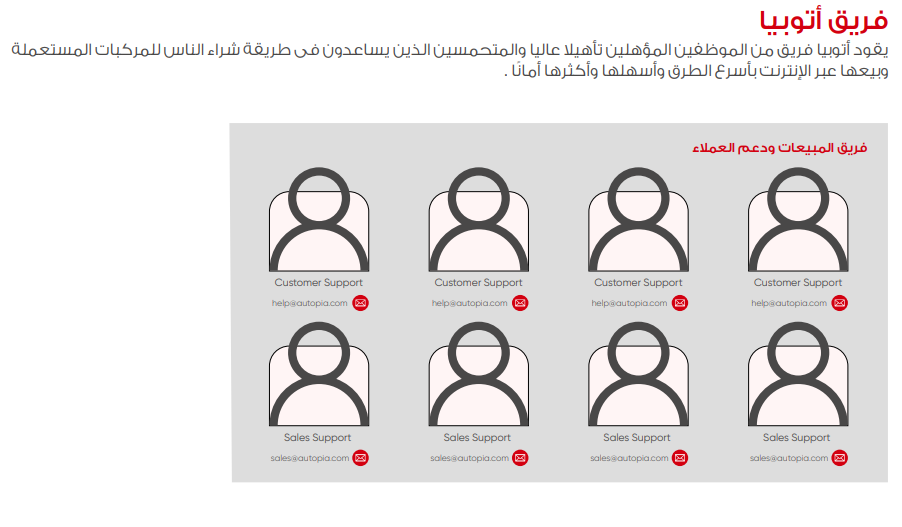 فريق أتوبيا
يقود أتوبيا فريق من الموظفين المؤهلين تأهيلا عاليا والمتحمسين الذين يساعدون فى طريقة شراء الناس للمركبات المستعملة
وبيعها عبر الإنترنت بأسرع الطرق وأسهلها وأكثرها أمانًا .
فريق المبيعات ودعم العملاء
Customer Support Customer Support Customer Support Customer Support
help@autopia.com help@autopia.com help@autopia.com help@autopia.com
Sales Support Sales Support Sales Support Sales Support
sales@autopia.com sales@autopia.com sales@autopia.com sales@autopia.com